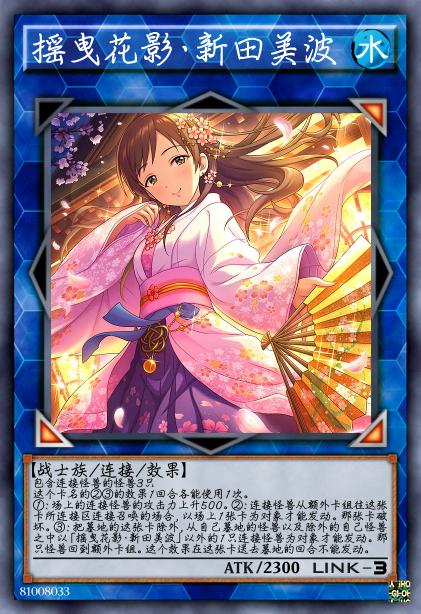 摇曳花影·新田美波
水
【战士族/连接/效果】
包含连接怪兽的怪兽3只
这个卡名的②③的效果1回合各能使用1次。
①:场上的连接怪兽的攻击力上升500。②:连接怪兽从额外卡组往这张
卡所连接区连接召唤的场合,以场上1张卡为对象才能发动。那张卡破
坏。③:把墓地的这张卡除外,从自己墓地的怪兽以及除外的自己怪兽
之中以「摇曳花影·新田美波」以外的1只连接怪兽为对象才能发动。那
只怪兽回到额外卡组。这个效果在这张卡送去墓地的回合不能发动。
ATK/2300 LINK-3
81008033